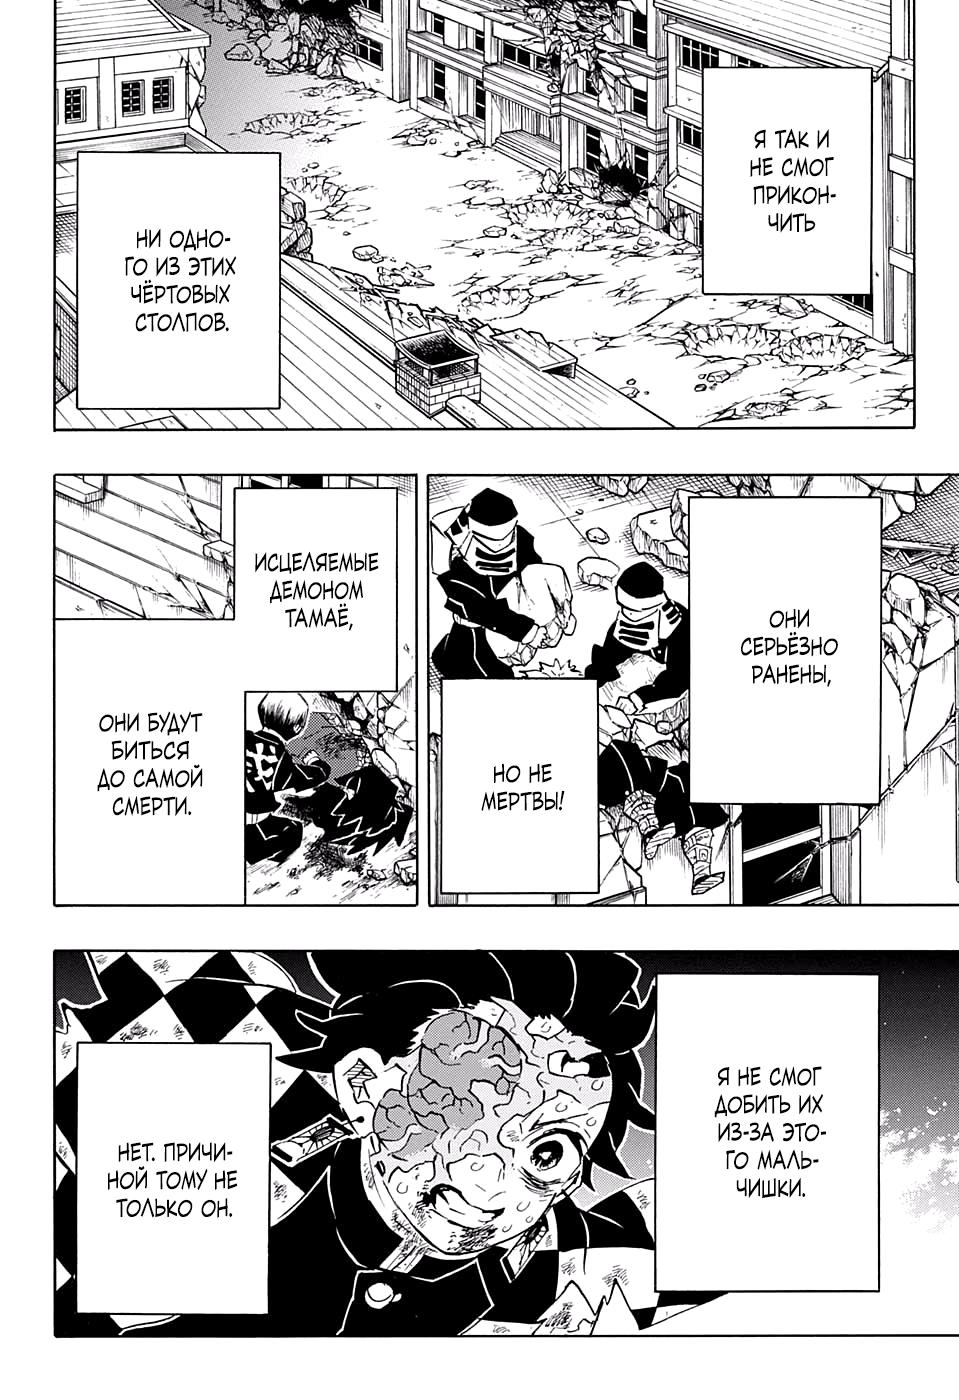 Я ТАК И
НЕ СМОГ
ПРИКОН-
ЧИТЬ
НИ ОДНО-
ГО ИЗ ЭТИХ
ЧЁРТОВЫХ
СТОЛПОВ.
ОНИ
СЕРЬЁЗНО
РАНЕНЫ,
НО НЕ
МЕРТВЫ!
ИСЦЕЛЯЕМЫЕ
ДЕМОНОМ
ТАМАЁ,
ОНИ БУДУТ
БИТЬСЯ
ДО САМОЙ
СМЕРТИ.
Я НЕ СМОГ
ДОБИТЬ ИХ
ИЗ-ЗА ЭТО-
ГО МАЛЬ-
ЧИШКИ.
НЕТ. ПРИЧИ-
НОЙ ТОМУ НЕ
ТОЛЬКО ОН.